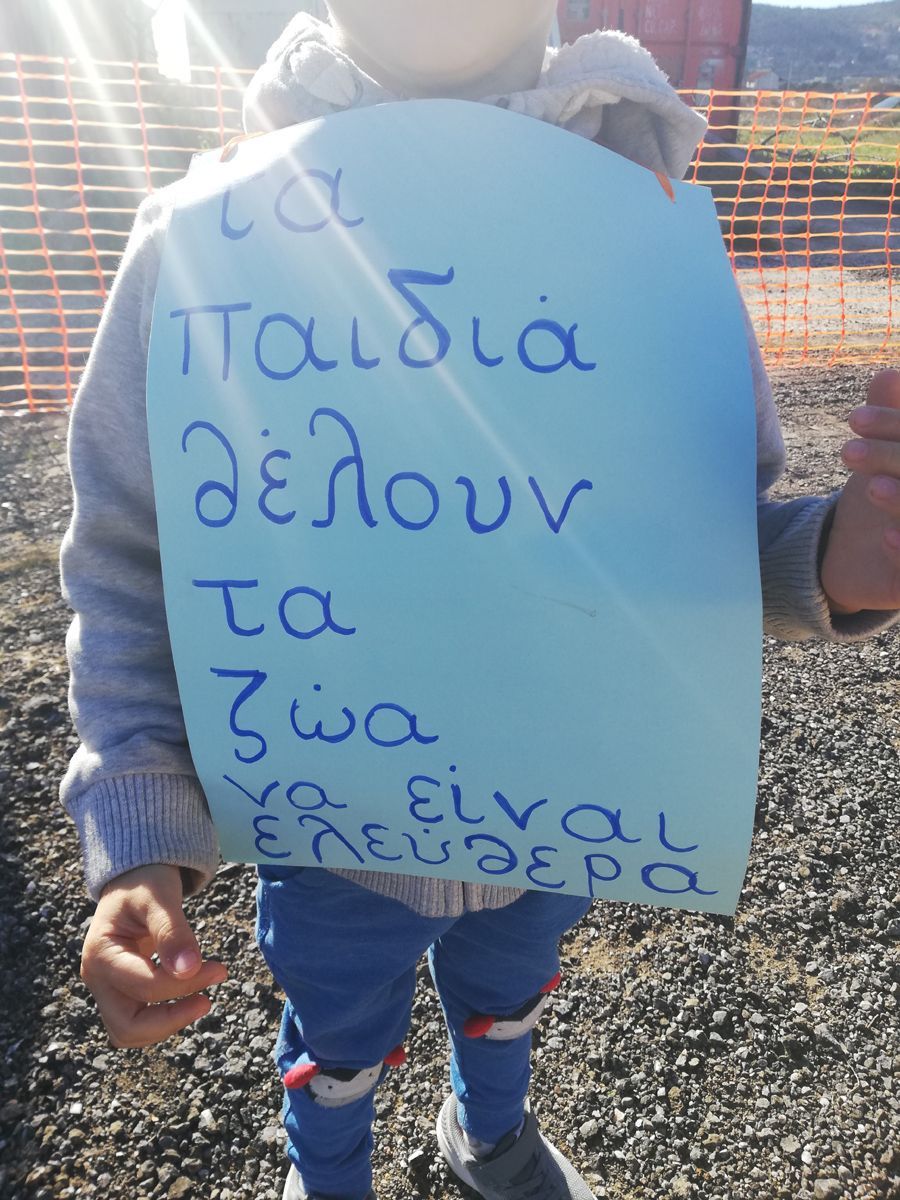 τα
παιδιά
θέλουν
τα
ζώα
να είναι
ελεύθερα